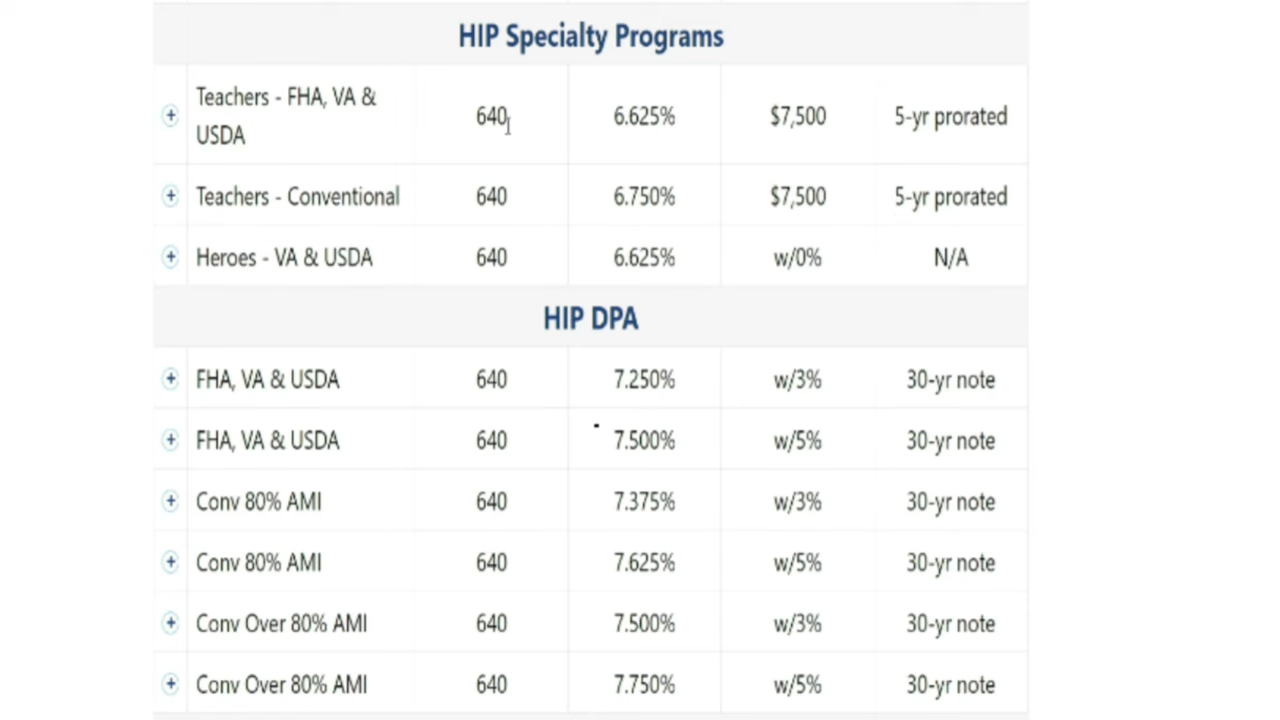 HIP Specialty Programs
Teachers - FHA, VA &
USDA 640 6.625% $7,500 5-yr prorated
Teachers - Conventional 640 6.750% $7,500 5-yr prorated
Heroes - VA & USDA 640 6.625% w/0% N/A
HIP DPA
FHA, VA & USDA 640 7.250% w/3% 30-yr note
FHA, VA & USDA 640 7.500% w/5% 30-yr note
Conv 80% AMI 640 7.375% w/3% 30-yr note
Conv 80% AMI 640 7.625% w/5% 30-yr note
Conv Over 80% AMI 640 7.500% w/3% 30-yr note
Conv Over 80% AMI 640 7.750% w/5% 30-yr note